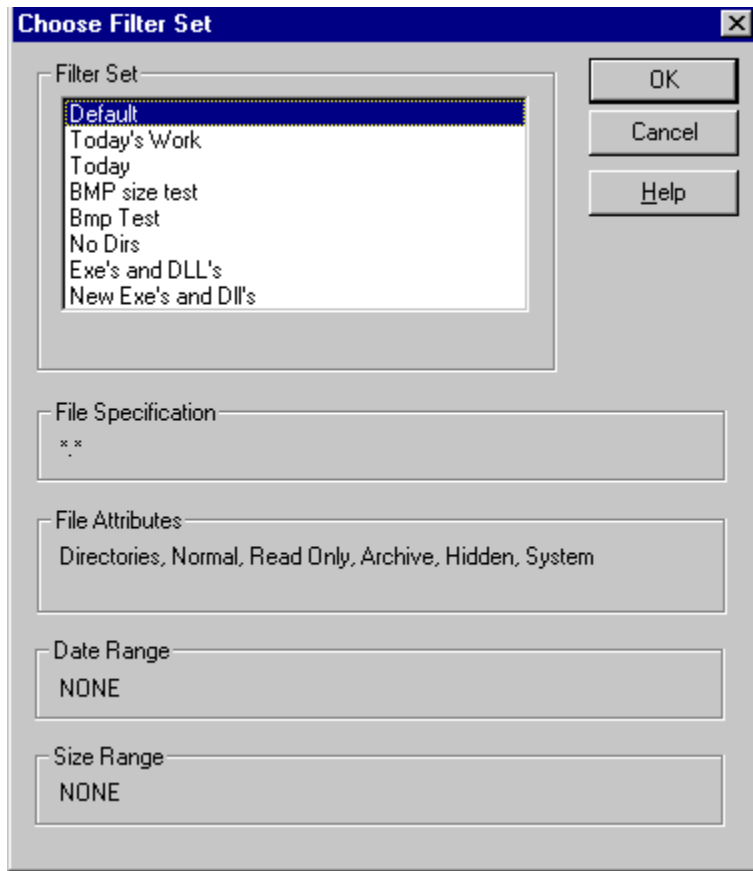 Choose Filter Set
Filter Set
Default
Today's Work
Today
BMP size test
Bmp Test
No Dirs
Exe's and DLL's
New Exe's and Dll's
OK
Cancel
Help
File Specification
*.*
File Attributes
Directories, Normal, Read Only, Archive, Hidden, System
Date Range
NONE
Size Range
NONE